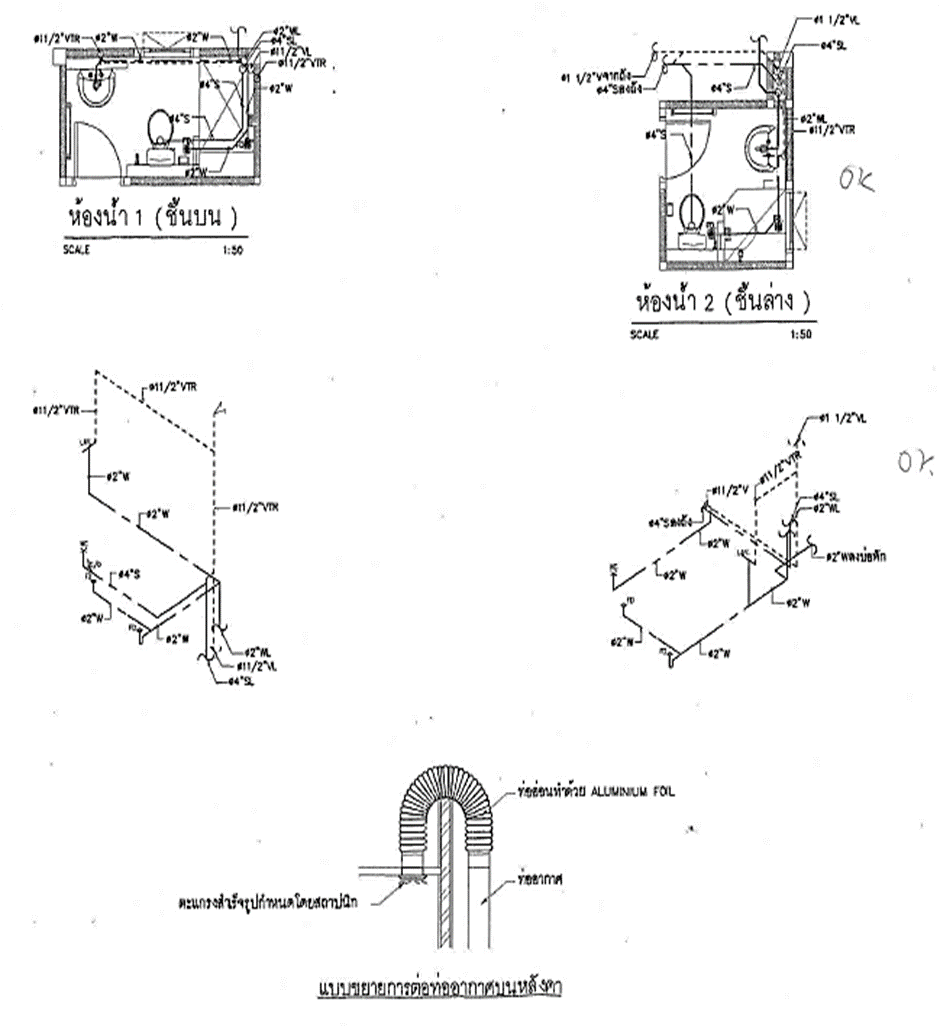 ø11/2"VTR
ø2"W
ø2"W
ø2"WL
ø4"SL
ø11/2"VL
ø11/2"VTR
ø2"W
ø4"S
ø4"S
ø2"W
ห้องน้ำ 1 (ชั้นบน)
SCALE 1:50
ø1 1/2"VL
ø4"SL
ø1 1/2"Vจากถัง
ø4"Sลงถัง
ø4"S
ø2"WL
ø11/2"VTR
ø4"S
ø2"W
OK
ห้องน้ำ 2 (ชั้นล่าง)
SCALE 1:50
ø11/2"VTR
ø11/2"VTR
ø2"W
ø11/2"VTR
ø2"W
ø4"S
ø2"W
FD
ø2"W
ø2"WL
ø11/2"VL
ø4"SL
ø1 1/2"VL
OK
ø11/2"VTR
ø11/2"V
ø4"SL
ø2"WL
ø4"Sลงถัง
ø2"W
ø2"Wลงบ่อพัก
ø2"W
FD
ø2"W
ø2"W
FD
ø2"W
ท่ออ่อนทำด้วย ALUMINIUM FOIL
ท่ออากาศ
ตะแกรงสำเร็จรูปกำหนดโดยสถาปนิก
แบบขยายการต่อท่ออากาศบนหลังคา